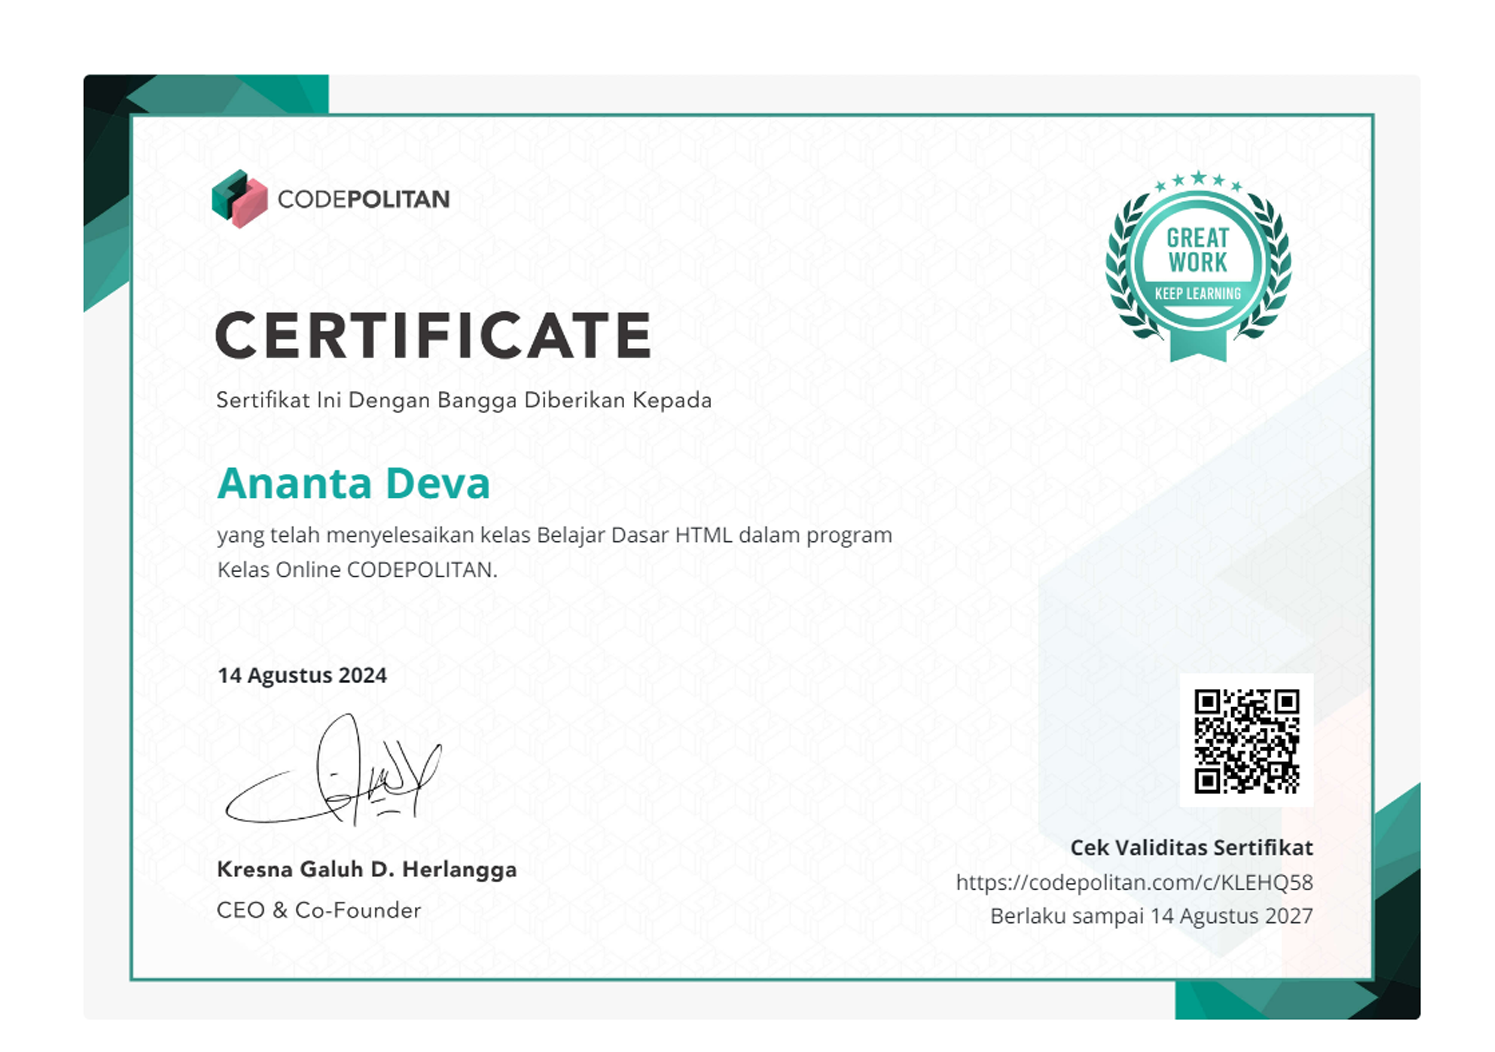 CODEPOLITAN
GREAT
WORK
KEEP LEARNING
CERTIFICATE
Sertifikat Ini Dengan Bangga Diberikan Kepada
Ananta Deva
yang telah menyelesaikan kelas Belajar Dasar HTML dalam program
Kelas Online CODEPOLITAN.
14 Agustus 2024
Kresna Galuh D. Herlangga
CEO & Co-Founder
Cek Validitas Sertifikat
https://codepolitan.com/c/KLEHQ58
Berlaku sampai 14 Agustus 2027